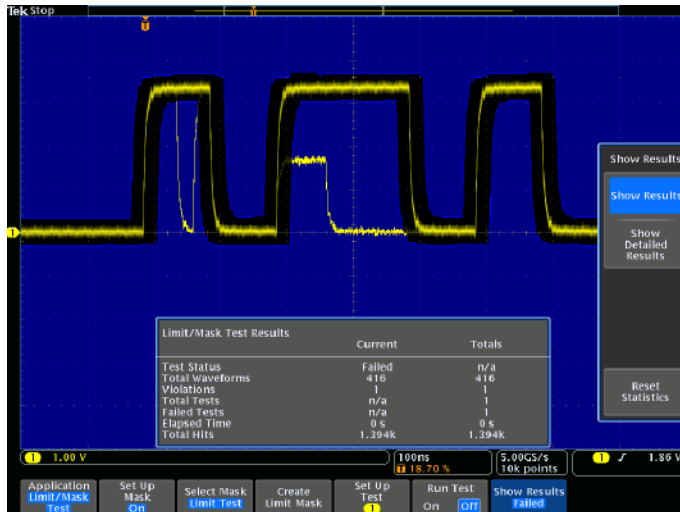 Tek Stop
T
Show Results
Show Results
Show
Detailed
Results
1
Limit/Mask Test Results
Current Totals
Test Status Failed n/a
Total Waveforms 416 416
Violations 1 1
Total Tests n/a 1
Failed Tests n/a 1
Elapsed Time 0 s 0 s
Total Hits 1.394k 1.394k
Reset
Statistics
1 1.00 V 100ns 5.00GS/s 1 1.86 V
T 18.70 % 10k points
Application Set Up Select Mask Create Set Up Run Test Show Results
Limit/Mask Mask Limit Test Limit Mask Test On Off Failed
Test On 1